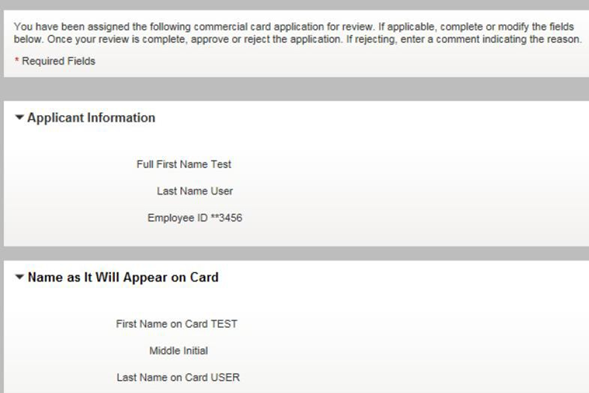 You have been assigned the following commercial card application for review. If applicable, complete or modify the fields
below. Once your review is complete, approve or reject the application. If rejecting, enter a comment indicating the reason.
* Required Fields
Applicant Information
Full First Name Test
Last Name User
Employee ID **3456
Name as It Will Appear on Card
First Name on Card TEST
Middle Initial
Last Name on Card USER